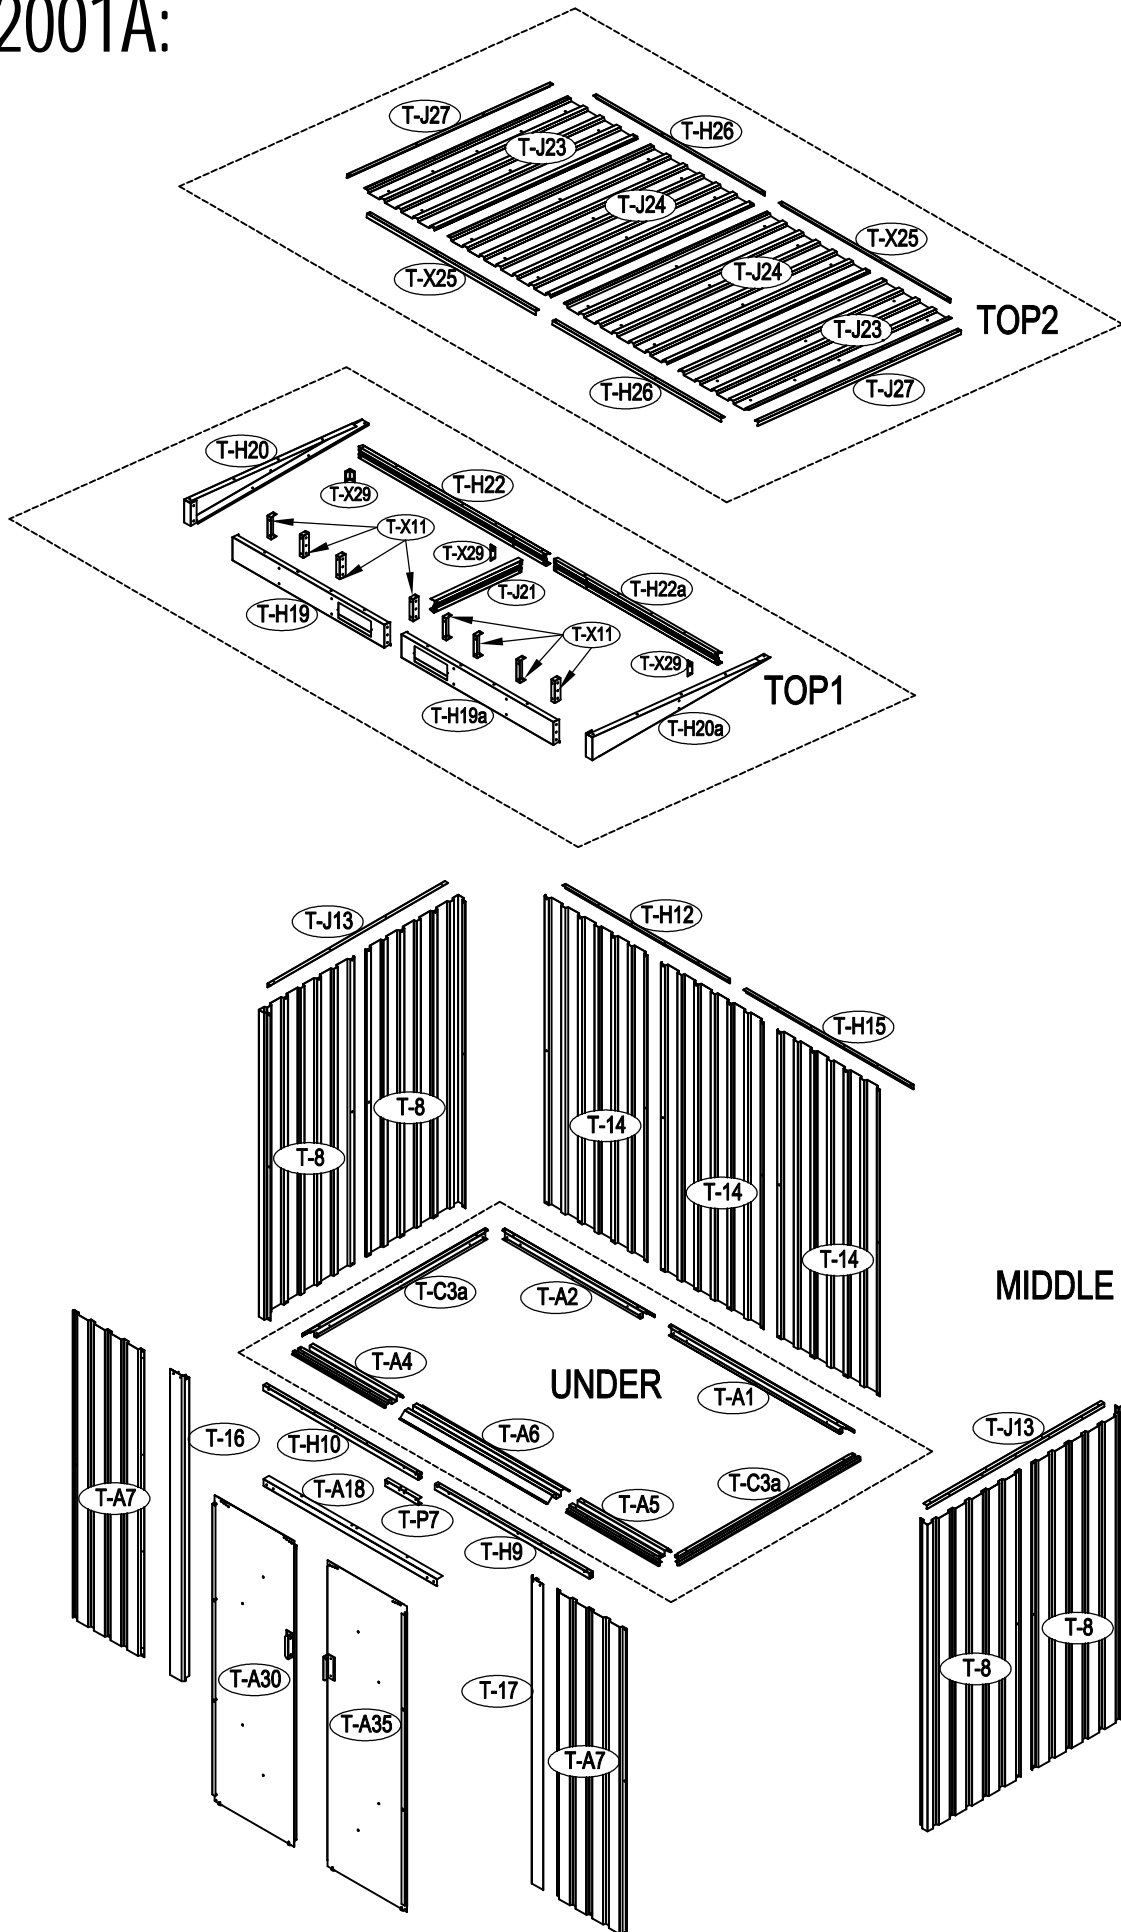 2001A:
T-J27
T-H26
T-J23
T-J24
T-X25
T-X25
T-J24
TOP2
T-J23
T-H26
T-J27
T-H20
T-H22
T-X29
T-X11
T-X29
T-H22a
T-J21
T-H19
T-X11
T-X29
TOP1
T-H19a
T-H20a
T-J13
T-H12
T-H15
T-8
T-14
T-8
T-14
T-14
MIDDLE
T-C3a
T-A2
T-A4
UNDER
T-A1
T-A6
T-J13
T-16
T-H10
T-C3a
T-A18
T-A7
T-A5
T-P7
T-H9
T-8
T-8
T-A30
T-17
T-A35
T-A7